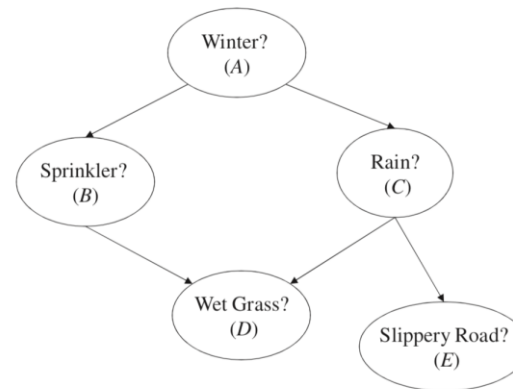 Winter?
(A)
Sprinkler?
(B)
Rain?
(C)
Wet Grass?
(D)
Slippery Road?
(E)